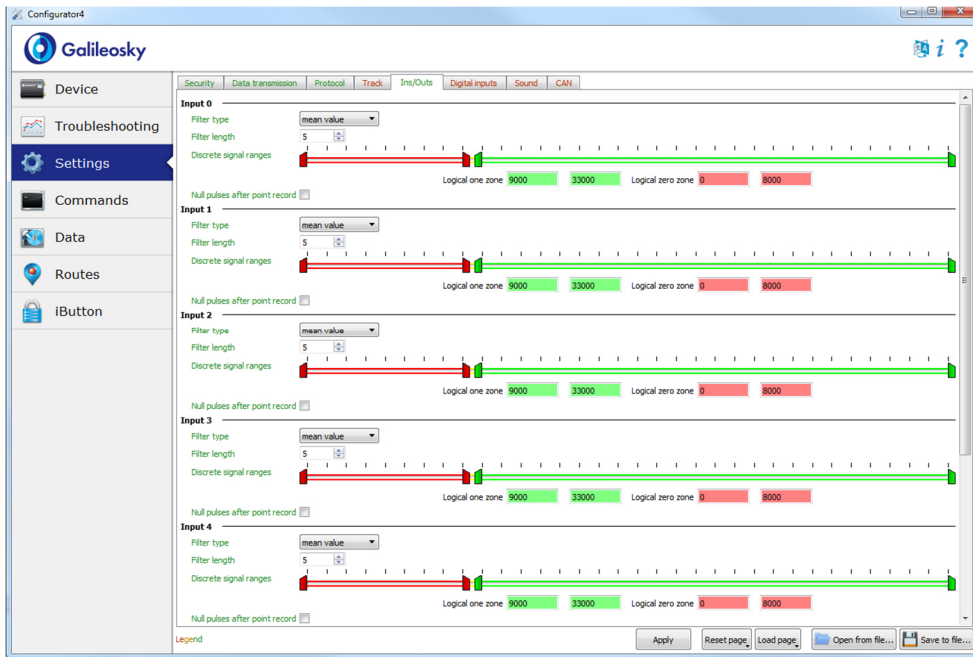 Configurator4
Galileosky
Device
Troubleshooting
Settings
Commands
Data
Routes
iButton
Security Data transmission Protocol Track Ins/Outs Digital inputs Sound CAN
Input 0
Filter type mean value
Filter length 5
Discrete signal ranges
Logical one zone 9000 33000 Logical zero zone 0 8000
Null pulses after point record
Input 1
Filter type mean value
Filter length 5
Discrete signal ranges
Logical one zone 9000 33000 Logical zero zone 0 8000
Null pulses after point record
Input 2
Filter type mean value
Filter length 5
Discrete signal ranges
Logical one zone 9000 33000 Logical zero zone 0 8000
Null pulses after point record
Input 3
Filter type mean value
Filter length 5
Discrete signal ranges
Logical one zone 9000 33000 Logical zero zone 0 8000
Null pulses after point record
Input 4
Filter type mean value
Filter length 5
Discrete signal ranges
Logical one zone 9000 33000 Logical zero zone 0 8000
Null pulses after point record
Legend Apply Reset page Load page Open from file... Save to file...